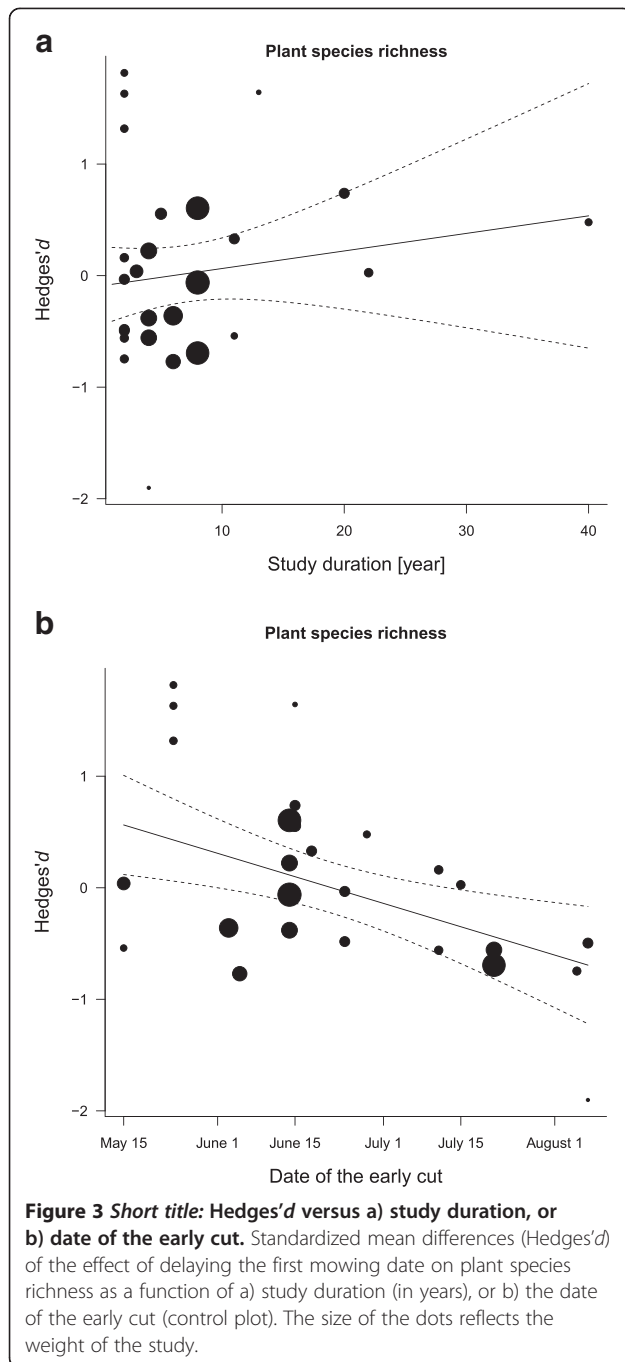 a
Plant species richness
1
0
−1
−2
Hedges'd
10
20
30
40
Study duration [year]
b
Plant species richness
1
0
−1
−2
Hedges'd
May 15
June 1
June 15
July 1
July 15
August 1
Date of the early cut
Figure 3 Short title: Hedges'd versus a) study duration, or
b) date of the early cut. Standardized mean differences (Hedges'd)
of the effect of delaying the first mowing date on plant species
richness as a function of a) study duration (in years), or b) the date
of the early cut (control plot). The size of the dots reflects the
weight of the study.